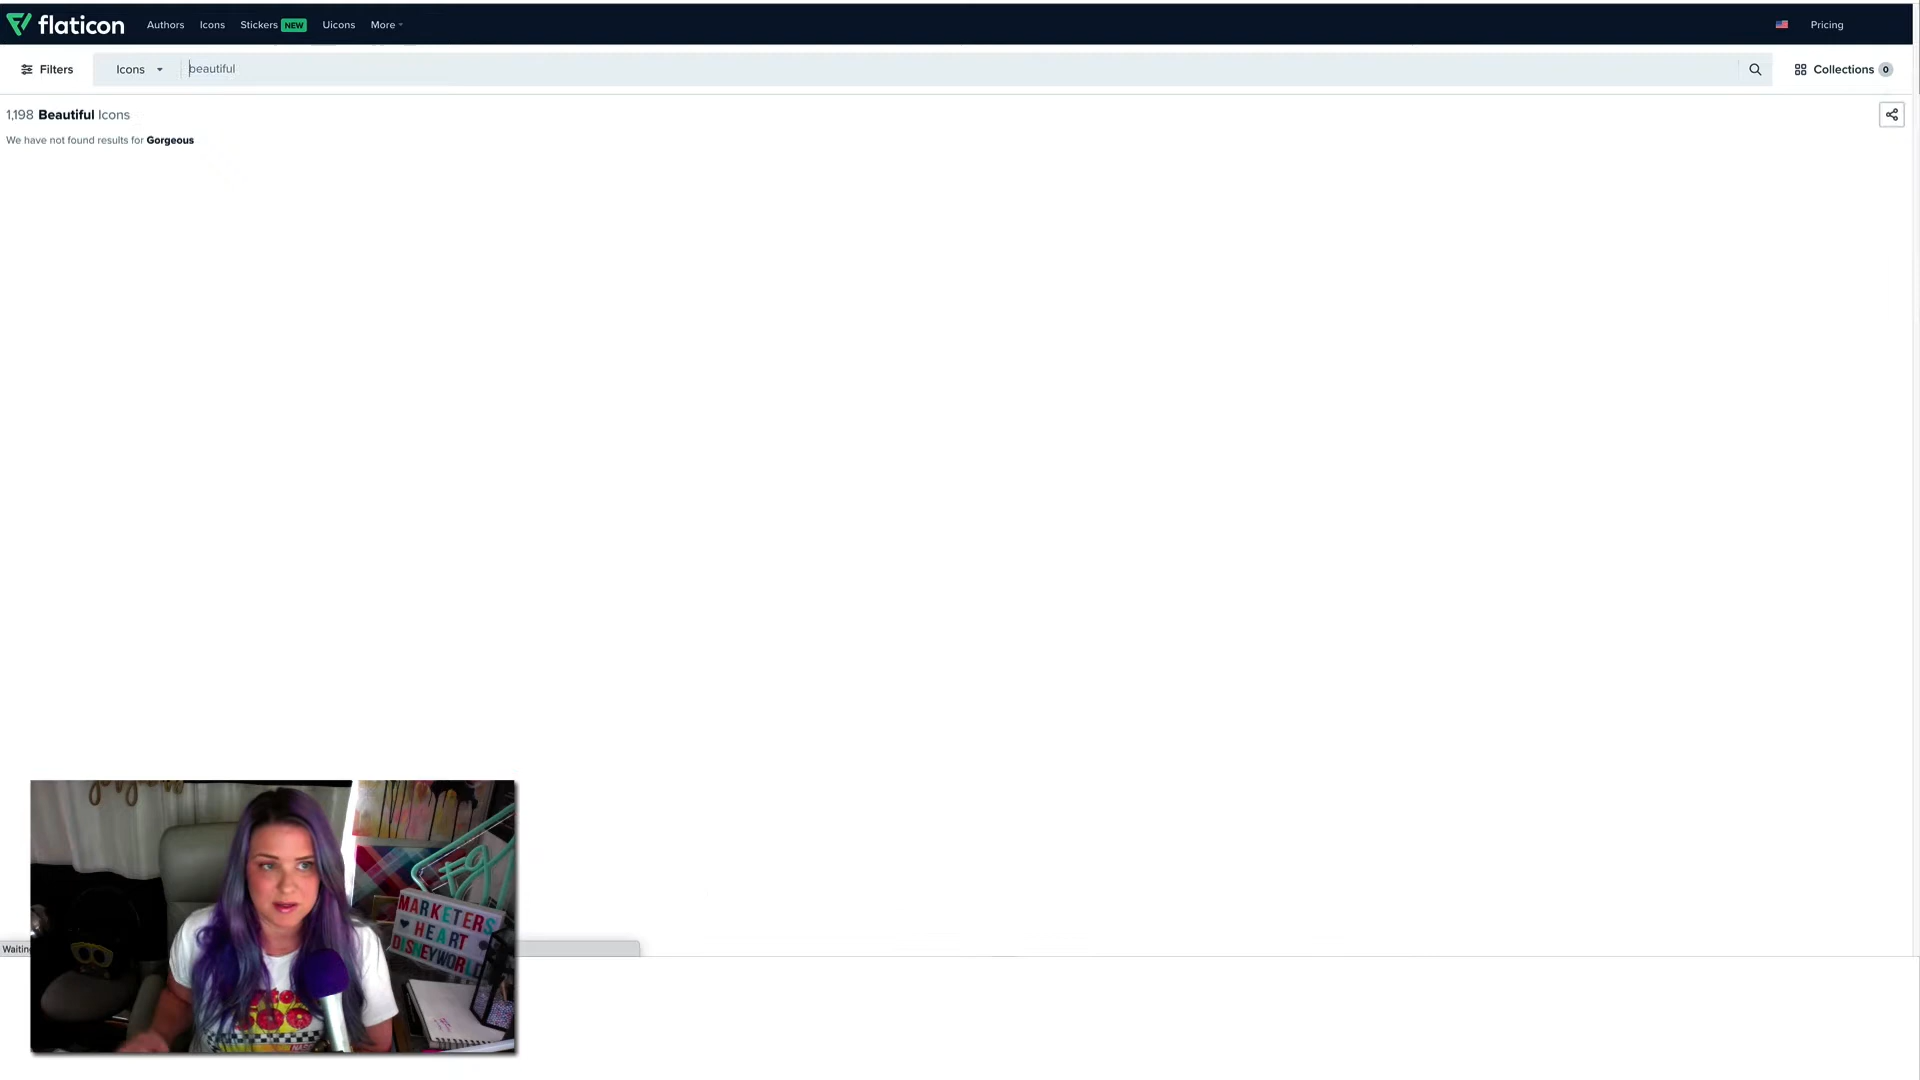 flaticon Authors Icons Stickers NEW Uicons More Pricing
Filters Icons beautiful Collections 0
1,198 Beautiful Icons
We have not found results for Gorgeous
MARKETERS
HEART
DISNEYWORLD
Waiting